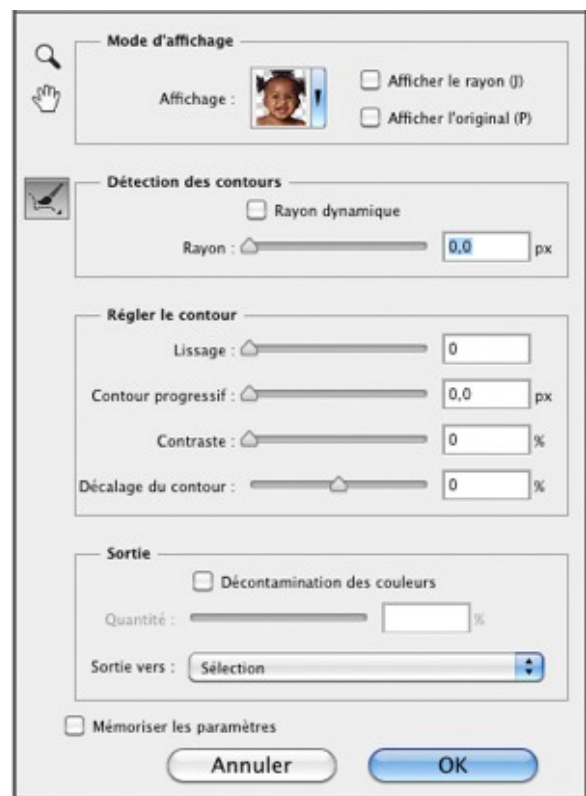 Mode d'affichage
Affichage :
Afficher le rayon (J)
Afficher l'original (P)
Détection des contours
Rayon dynamique
Rayon : 0,0 px
Régler le contour
Lissage : 0
Contour progressif : 0,0 px
Contraste : 0 %
Décalage du contour : 0 %
Sortie
Décontamination des couleurs
Quantité : %
Sortie vers : Sélection
Mémoriser les paramètres
Annuler OK